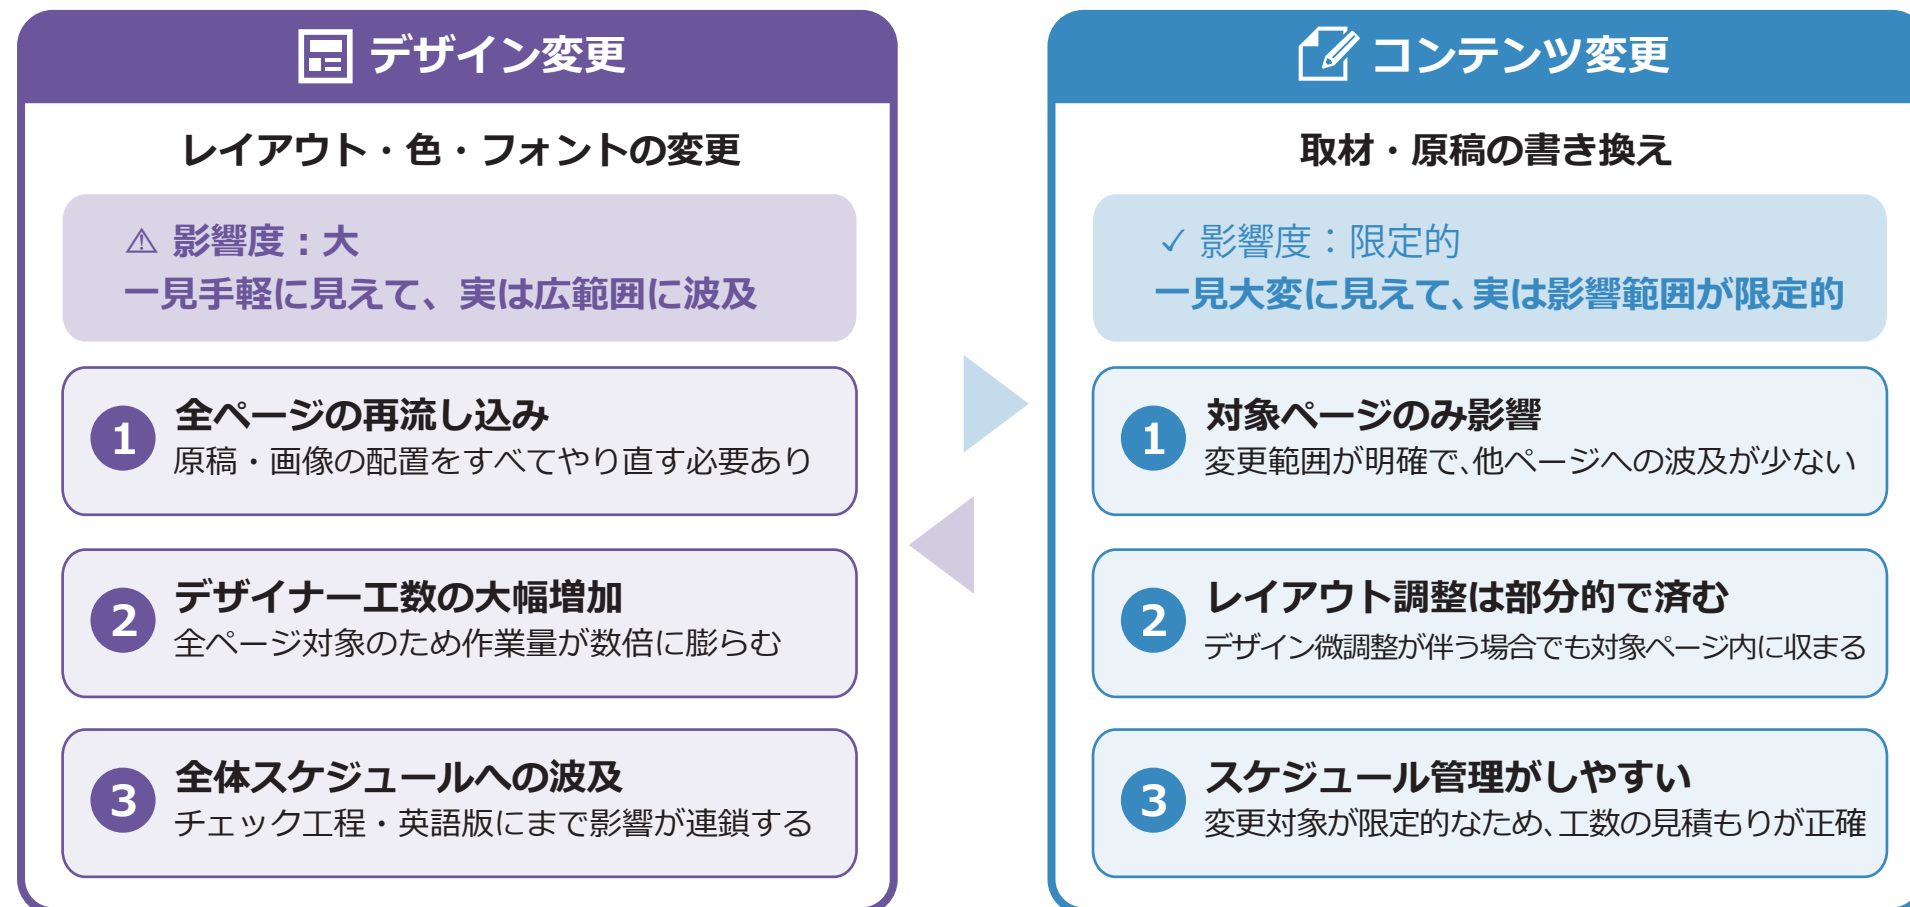 デザイン変更
レイアウト・色・フォントの変更
⚠ 影響度：大
一見手軽に見えて、実は広範囲に波及
1
全ページの再流し込み
原稿・画像の配置をすべてやり直す必要あり
2
デザイナー工数の大幅増加
全ページ対象のため作業量が数倍に膨らむ
3
全体スケジュールへの波及
チェック工程・英語版にまで影響が連鎖する
コンテンツ変更
取材・原稿の書き換え
✓ 影響度：限定的
一見大変に見えて、実は影響範囲が限定的
1
対象ページのみ影響
変更範囲が明確で、他ページへの波及が少ない
2
レイアウト調整は部分的で済む
デザイン微調整が伴う場合でも対象ページ内に収まる
3
スケジュール管理がしやすい
変更対象が限定的なため、工数の見積もりが正確